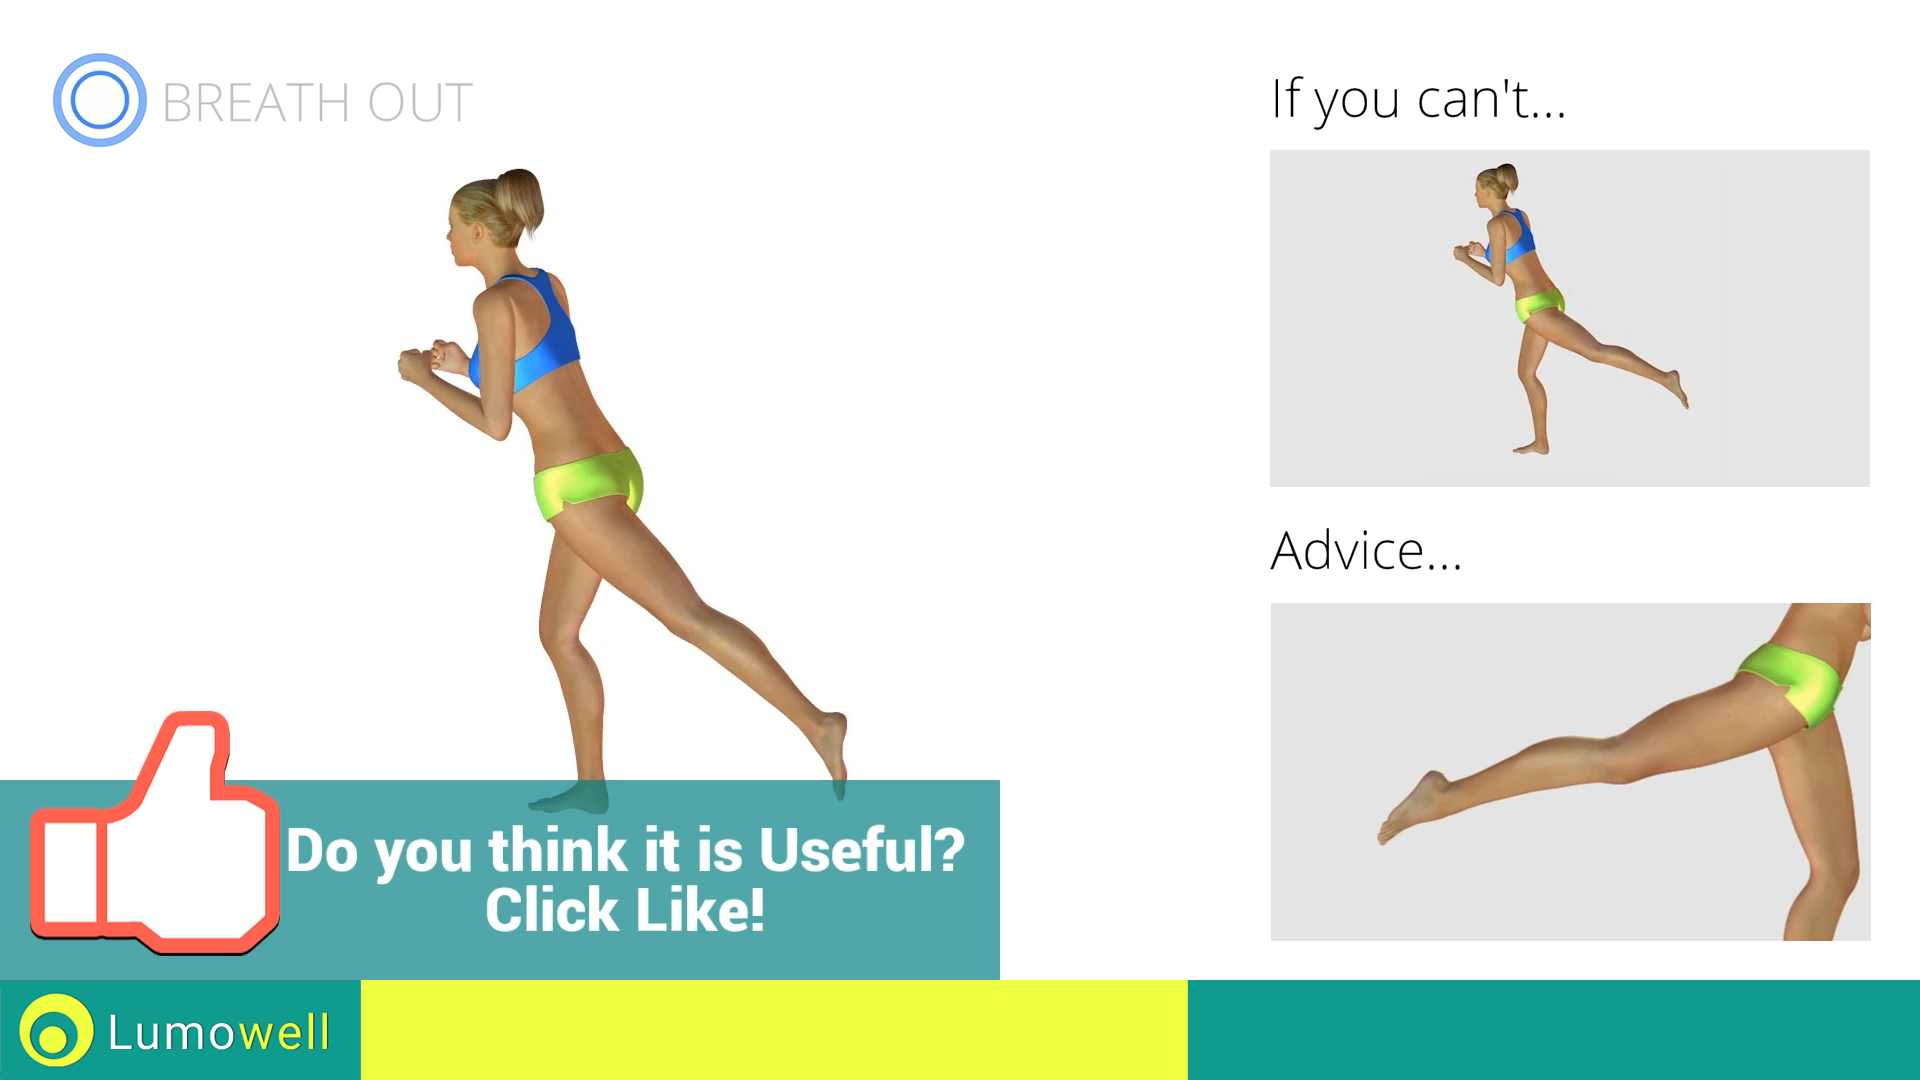 BREATH OUT
If you can't...
Advice...
Do you think it is Useful?
Click Like!
Lumowell